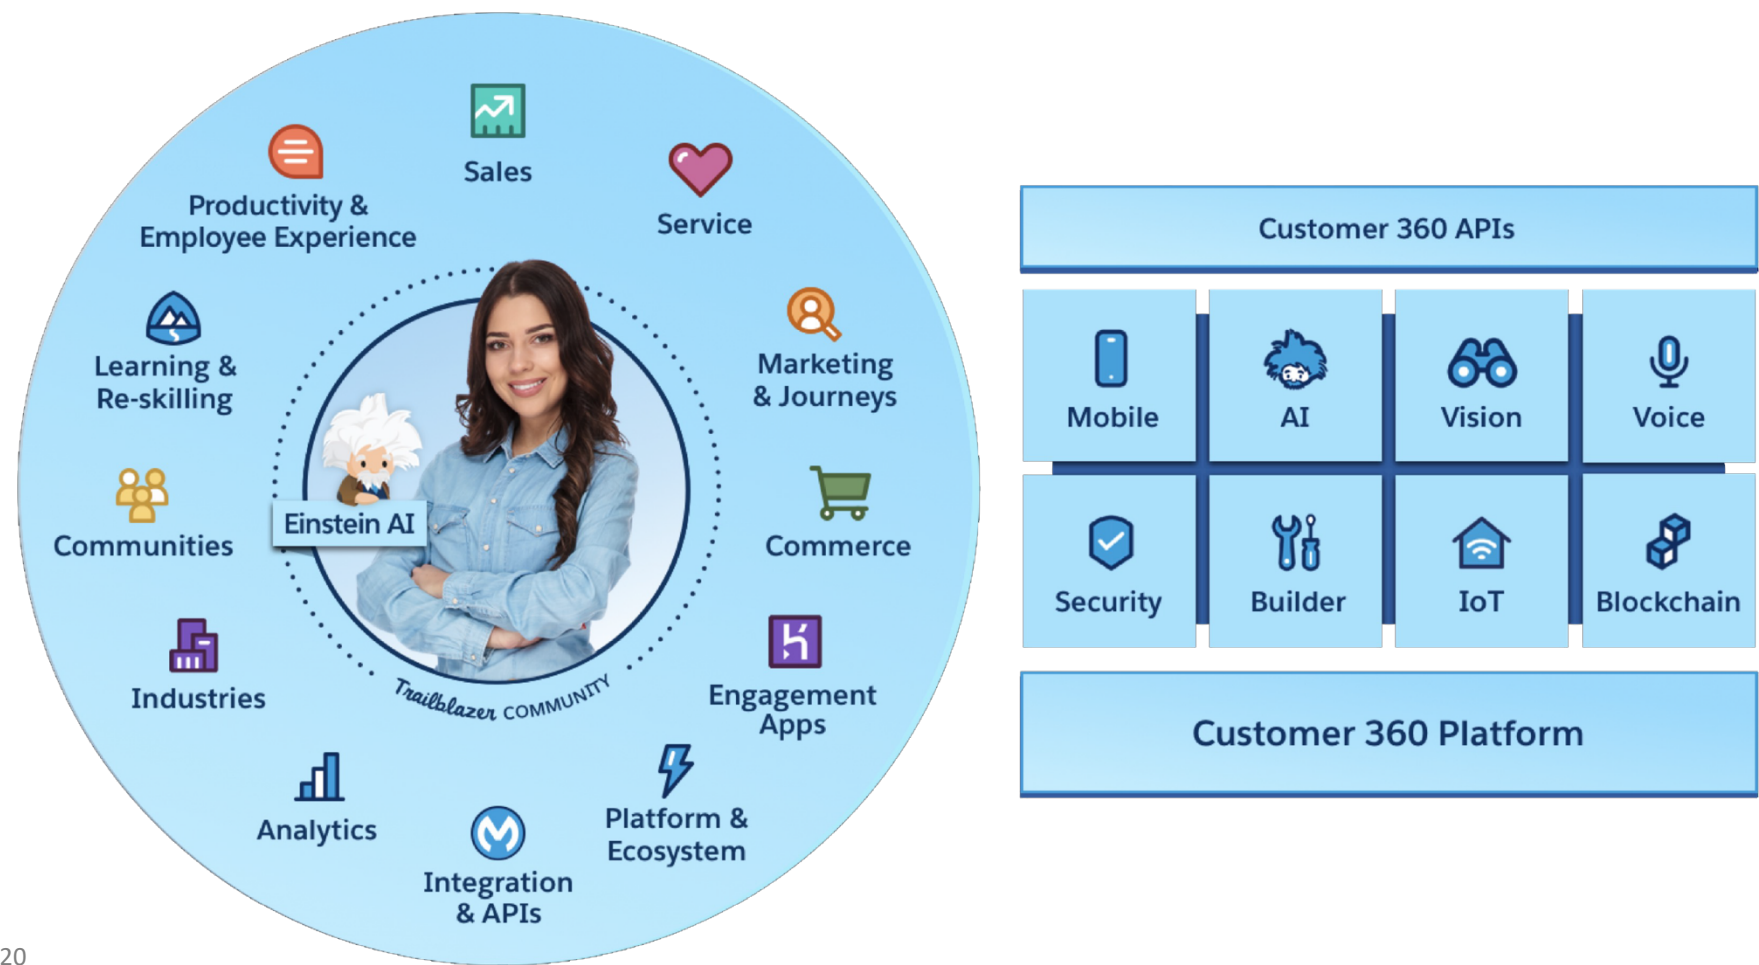 Sales
Service
Productivity &
Employee Experience
Learning &
Re-skilling
Marketing
& Journeys
Communities
Einstein AI
Commerce
Industries
Trailblazer COMMUNITY
Engagement
Apps
Analytics
Platform &
Ecosystem
Integration
& APIs
Customer 360 APIs
Mobile
AI
Vision
Voice
Security
Builder
IoT
Blockchain
Customer 360 Platform
20